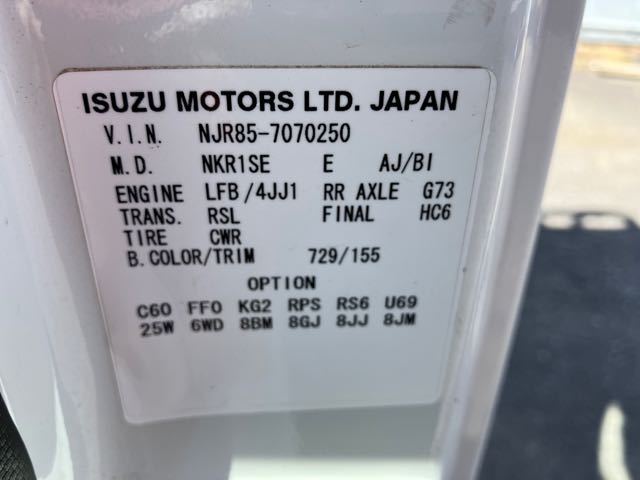 ISUZU MOTORS LTD. JAPAN
V.I.N. NJR85-7070250
M.D. NKR1SE E AJ/BI
ENGINE LFB/4JJ1 RR AXLE G73
TRANS. RSL FINAL HC6
TIRE CWR
B.COLOR/TRIM 729/155
OPTION
C60 FF0 KG2 RPS RS6 U69
25W 6WD 8BM 8GJ 8JJ 8JM